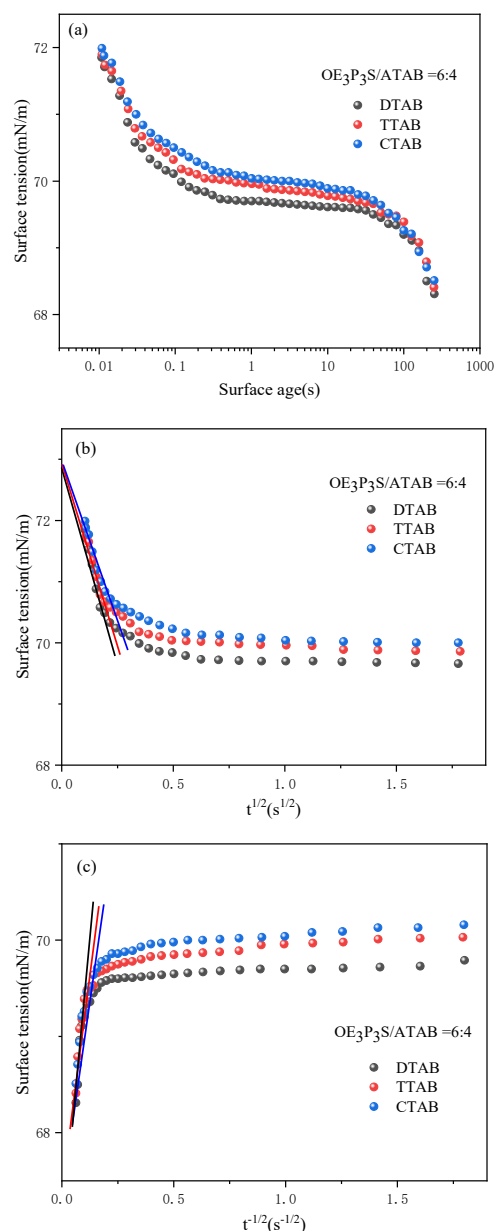 (a)
72
70
68
Surface tension(mN/m)
OE3P3S/ATAB =6:4
DTAB
TTAB
CTAB
0.01 0.1 1 10 100 1000
Surface age(s)
(b)
72
70
68
Surface tension(mN/m)
OE3P3S/ATAB =6:4
DTAB
TTAB
CTAB
0.0 0.5 1.0 1.5
t1/2(s1/2)
(c)
70
68
Surface tension(mN/m)
OE3P3S/ATAB =6:4
DTAB
TTAB
CTAB
0.0 0.5 1.0 1.5
t-1/2(s-1/2)